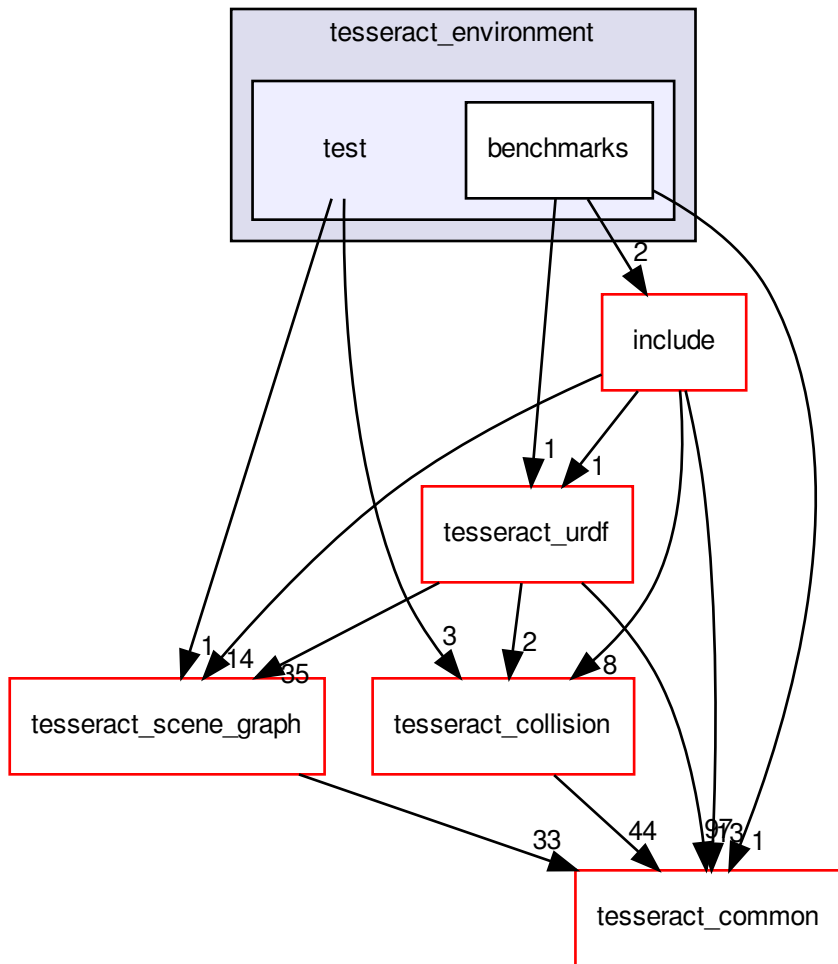 tesseract_environment
test
benchmarks
2
include
1
1
tesseract_urdf
1
14
35
3
2
8
tesseract_scene_graph
tesseract_collision
33
44
97
13
1
tesseract_common